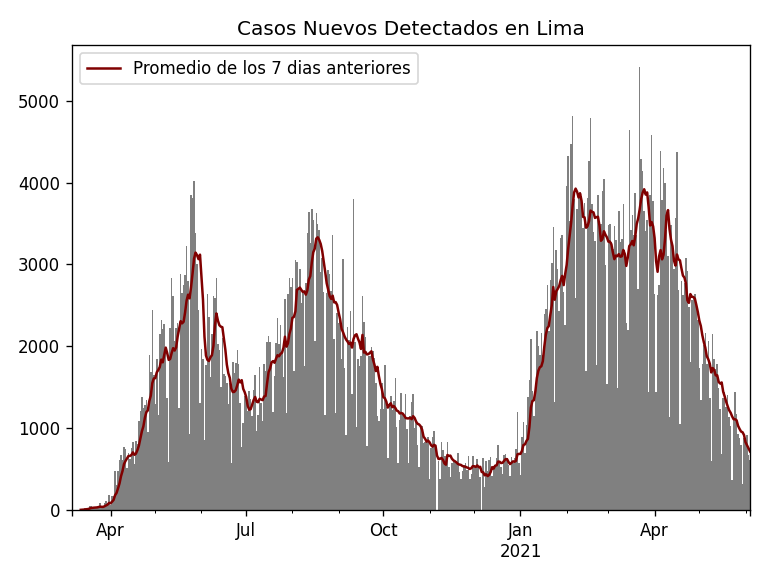 Casos Nuevos Detectados en Lima
Promedio de los 7 dias anteriores
5000
4000
3000
2000
1000
0
Apr
Jul
Oct
Jan
2021
Apr